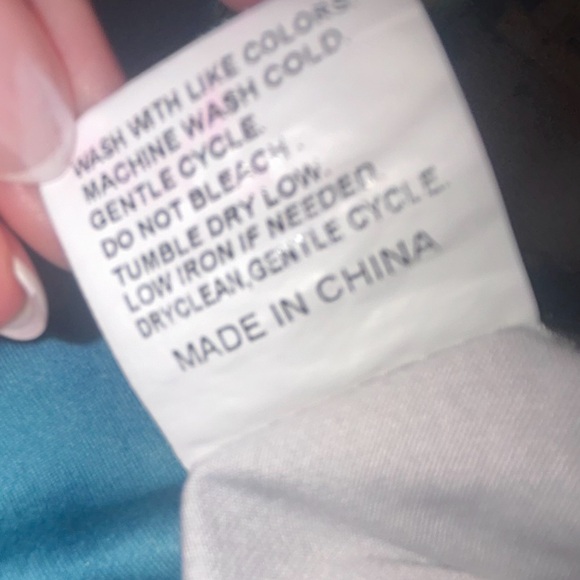 WASH WITH LIKE COLORS
MACHINE WASH COLD.
GENTLE CYCLE.
DO NOT BLEACH.
TUMBLE DRY LOW.
LOW IRON IF NEEDED
DRYCLEAN,GENTLE CYCLE.
MADE IN CHINA